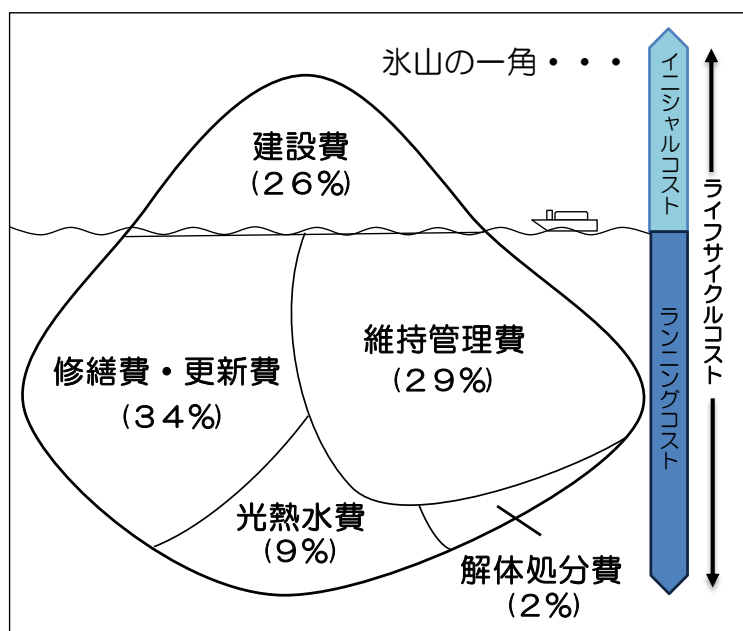 氷山の一角・・・
イニシャルコスト
ライフサイクルコスト
建設費
(26%)
ランニングコスト
維持管理費
(29%)
修繕費・更新費
(34%)
光熱水費
(9%)
解体処分費
(2%)